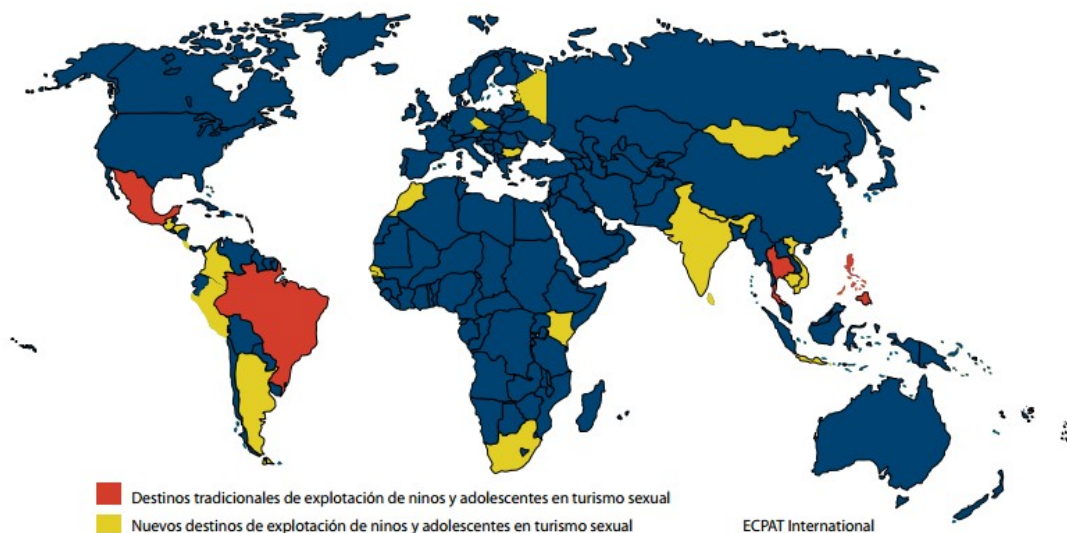 Destinos tradicionales de explotación de ninos y adolescentes en turismo sexual
Nuevos destinos de explotación de ninos y adolescentes en turismo sexual
ECPAT International